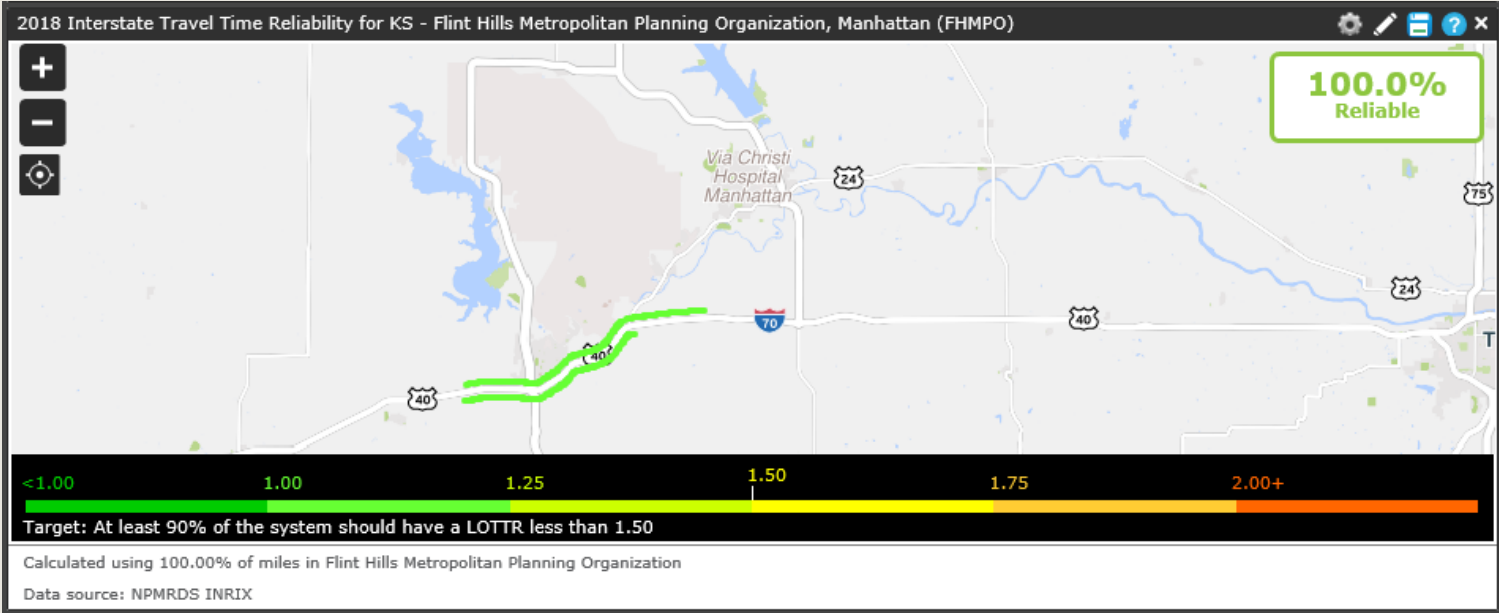 2018 Interstate Travel Time Reliability for KS - Flint Hills Metropolitan Planning Organization, Manhattan (FHMPO)
100.0%
Reliable
Via Christi
Hospital
Manhattan
24
75
24
70
40
40
40
T
<1.00 1.00 1.25 1.50 1.75 2.00+
Target: At least 90% of the system should have a LOTTR less than 1.50
Calculated using 100.00% of miles in Flint Hills Metropolitan Planning Organization
Data source: NPMRDS INRIX